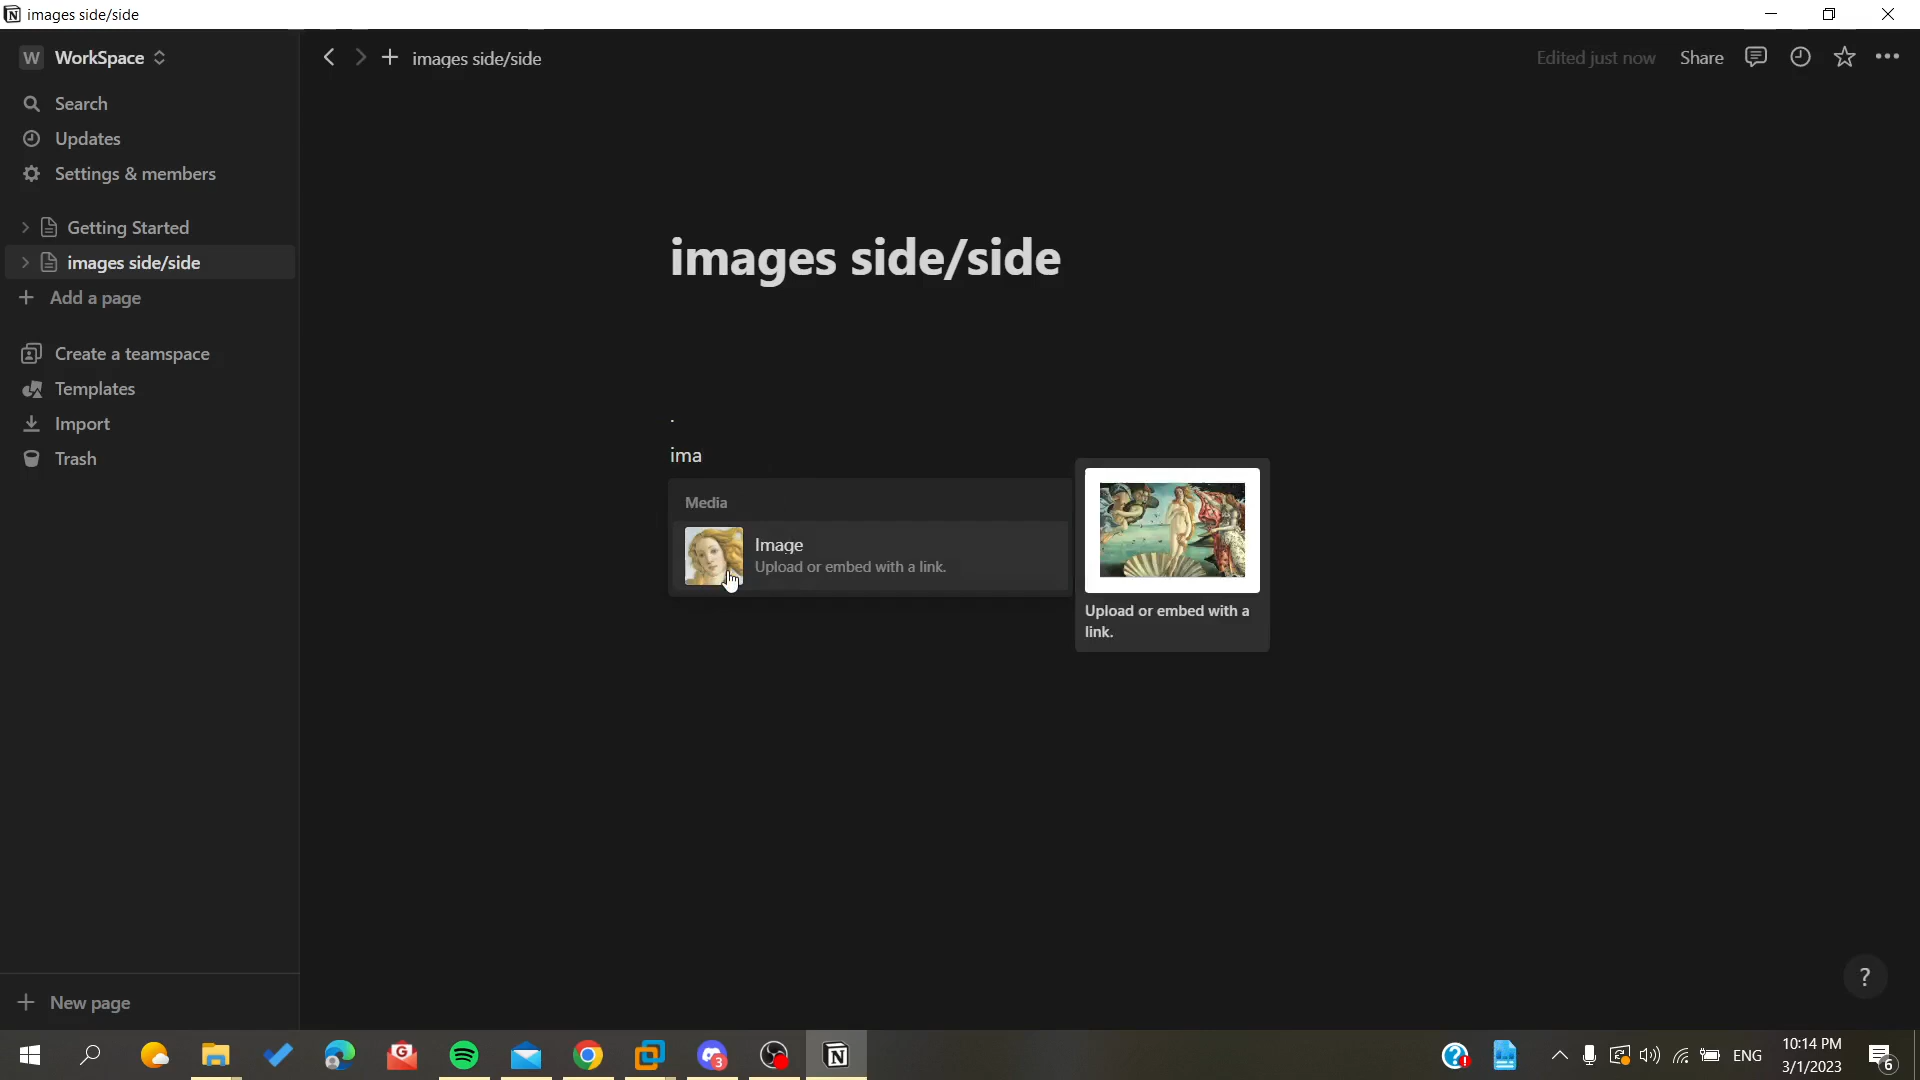 images side/side
W WorkSpace
images side/side
Edited just now Share
Search
Updates
Settings & members
Getting Started
images side/side
Add a page
Create a teamspace
Templates
Import
Trash
images side/side
.
ima
Media
Image
Upload or embed with a link.
Upload or embed with a
link.
?
New page
3
ENG
10:14 PM
3/1/2023
6